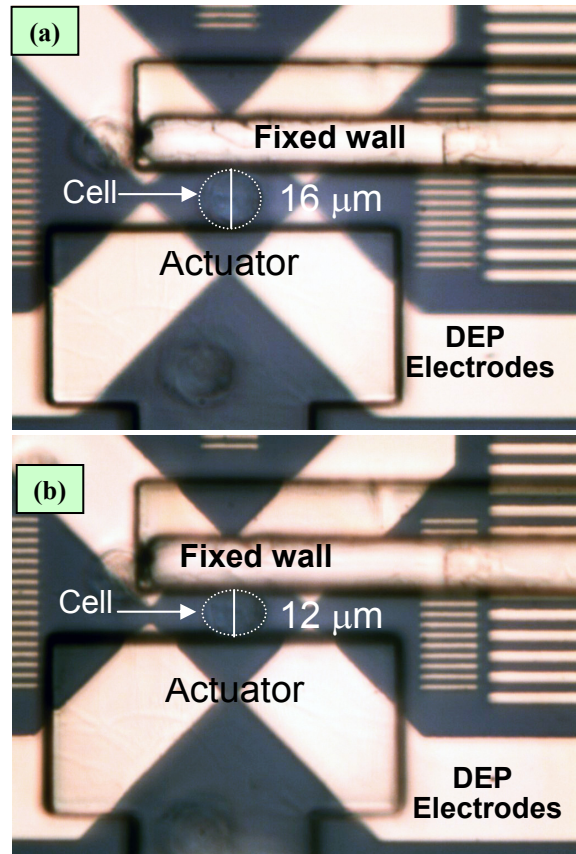 (a)
Fixed wall
Cell
16 μm
Actuator
DEP
Electrodes
(b)
Fixed wall
Cell
12 μm
Actuator
DEP
Electrodes